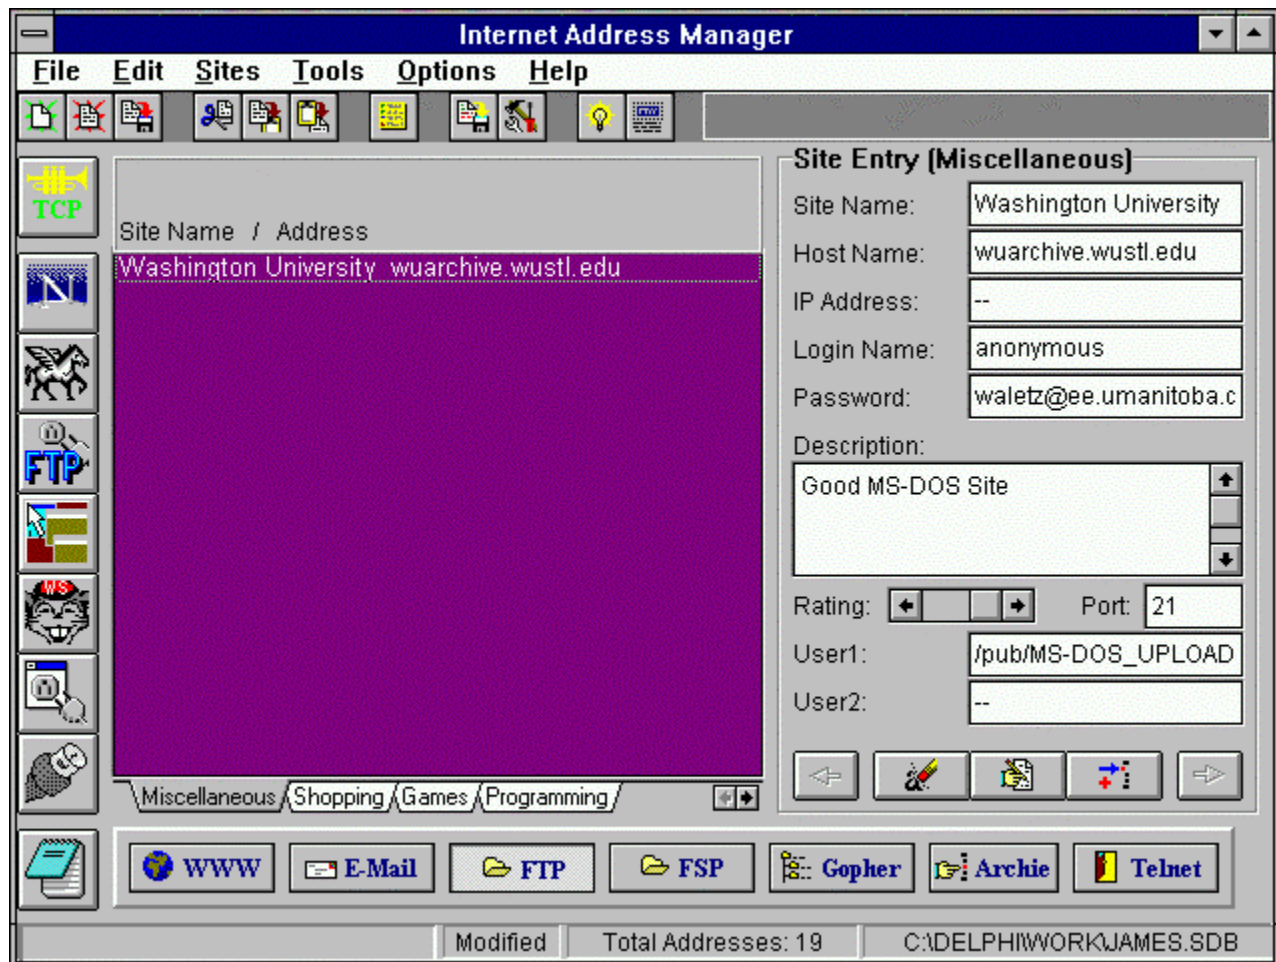 Internet Address Manager
File Edit Sites Tools Options Help
TCP
Site Name / Address
Washington University wuarchive.wustl.edu
N
FTP
WS
Miscellaneous Shopping Games Programming
Site Entry (Miscellaneous)
Site Name: Washington University
Host Name: wuarchive.wustl.edu
IP Address: --
Login Name: anonymous
Password: waletz@ee.umanitoba.c
Description:
Good MS-DOS Site
Rating: Port: 21
User1: /pub/MS-DOS_UPLOAD
User2: --
WWW E-Mail FTP FSP Gopher Archie Telnet
Modified Total Addresses: 19 C:\DELPHI\WORK\JAMES.SDB